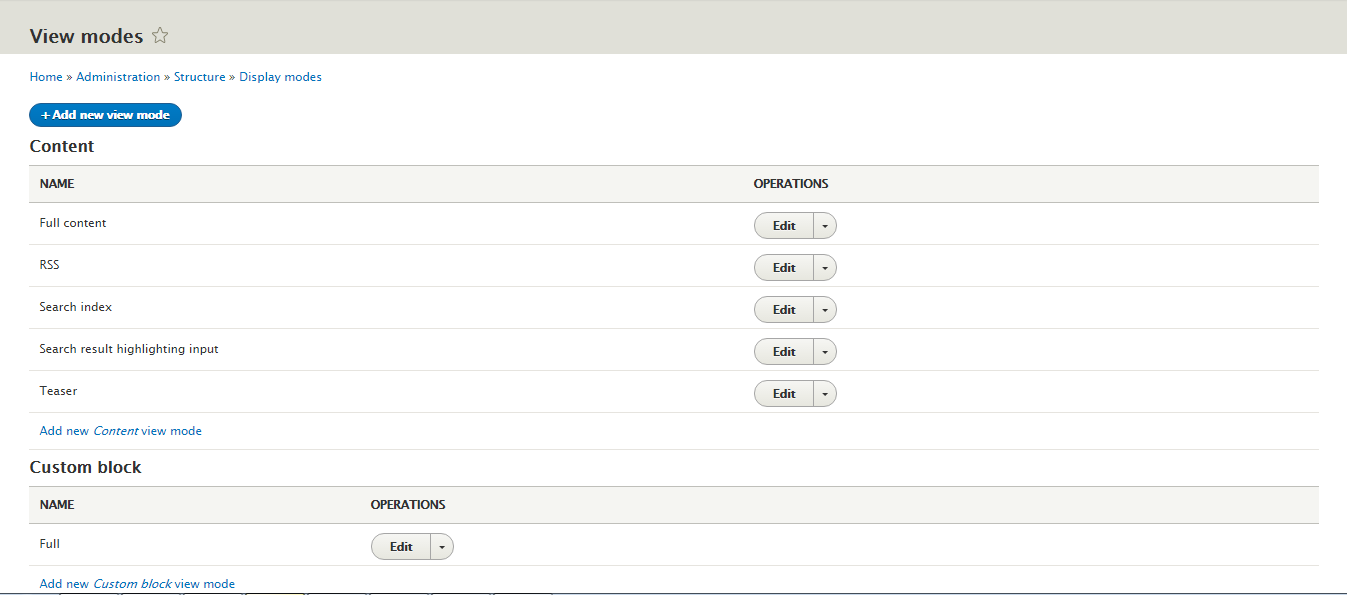 View modes
Home » Administration » Structure » Display modes
+ Add new view mode
Content
NAME OPERATIONS
Full content Edit
RSS Edit
Search index Edit
Search result highlighting input Edit
Teaser Edit
Add new Content view mode
Custom block
NAME OPERATIONS
Full Edit
Add new Custom block view mode